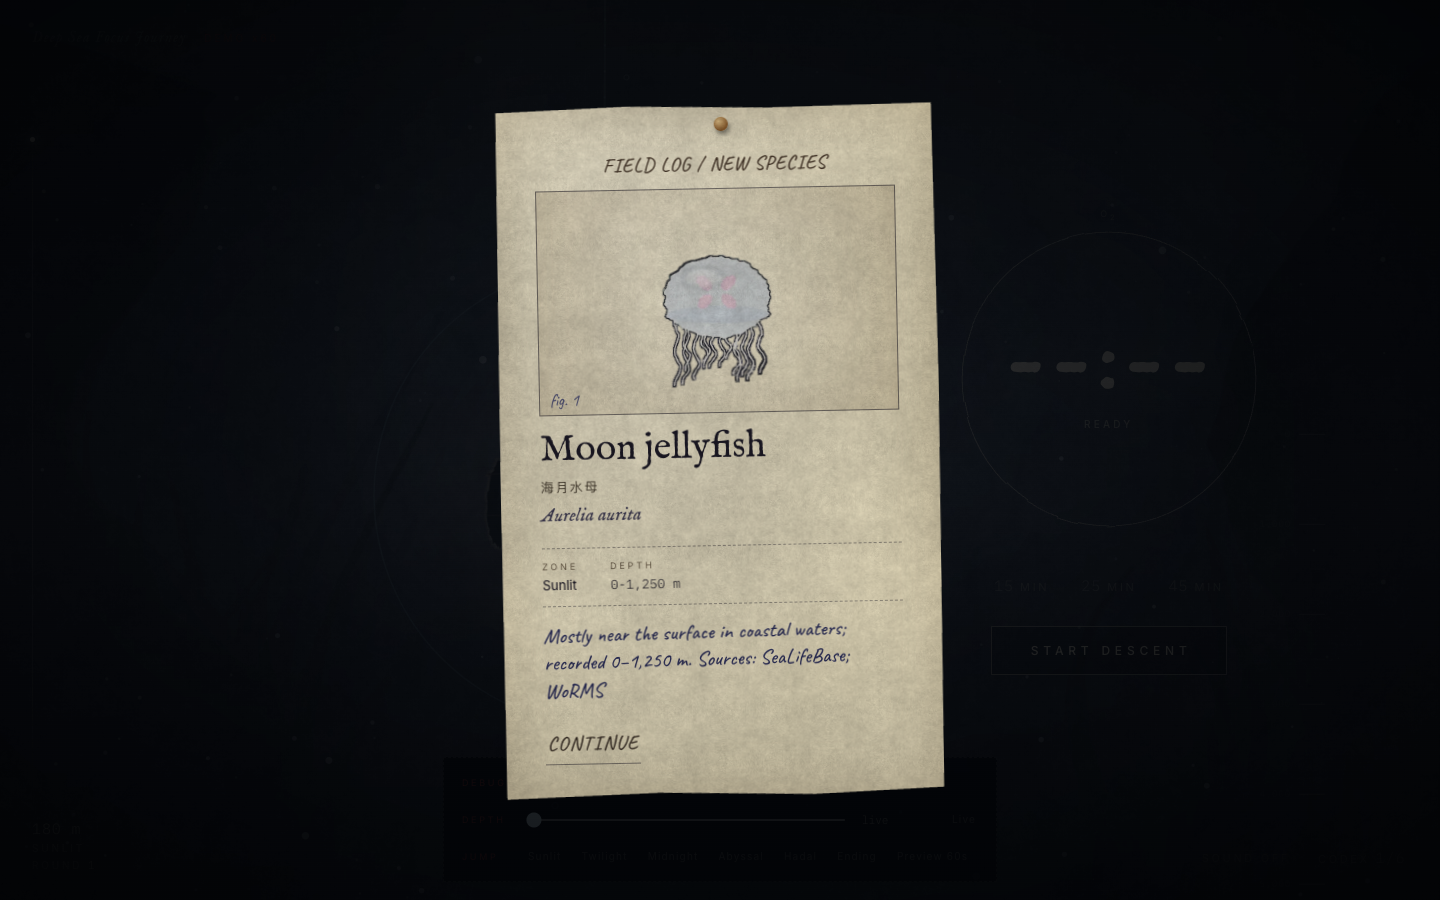 FIELD LOG / NEW SPECIES
fig. 1
Moon jellyfish
海月水母
Aurelia aurita
ZONE DEPTH
Sunlit 0-1,250 m
Mostly near the surface in coastal waters;
recorded 0–1,250 m. Sources: SeaLifeBase;
WoRMS
CONTINUE
READY
START DESCENT